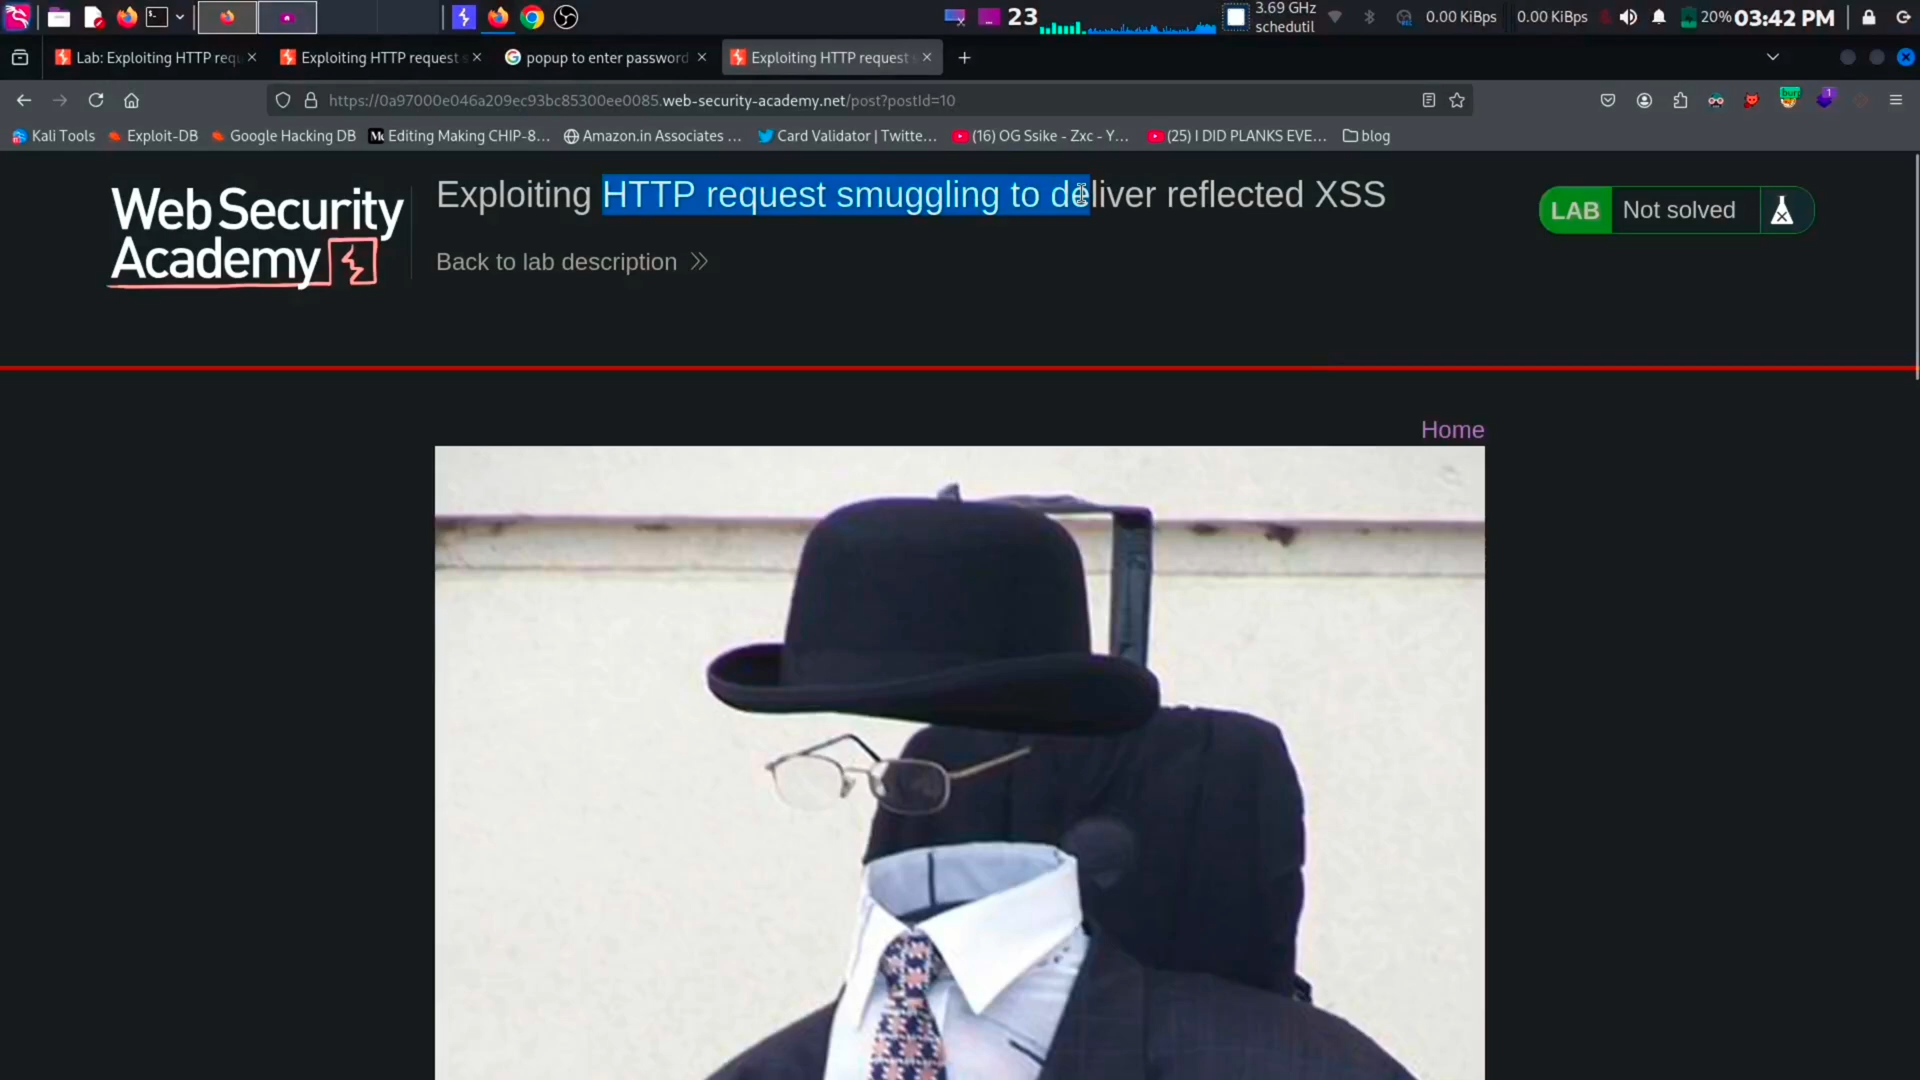 23
3.69 GHz
schedutil
0.00 KiBps
0.00 KiBps
20%
03:42 PM
Lab: Exploiting HTTP req
Exploiting HTTP request s
popup to enter password
Exploiting HTTP request s
https://0a97000e046a209ec93bc85300ee0085.web-security-academy.net/post?postId=10
burp
1
Kali Tools
Exploit-DB
Google Hacking DB
Editing Making CHIP-8...
Amazon.in Associates ...
Card Validator | Twitte...
(16) OG Ssike - Zxc - Y...
(25) I DID PLANKS EVE...
blog
Web Security
Academy
Exploiting HTTP request smuggling to deliver reflected XSS
Back to lab description
LAB
Not solved
Home